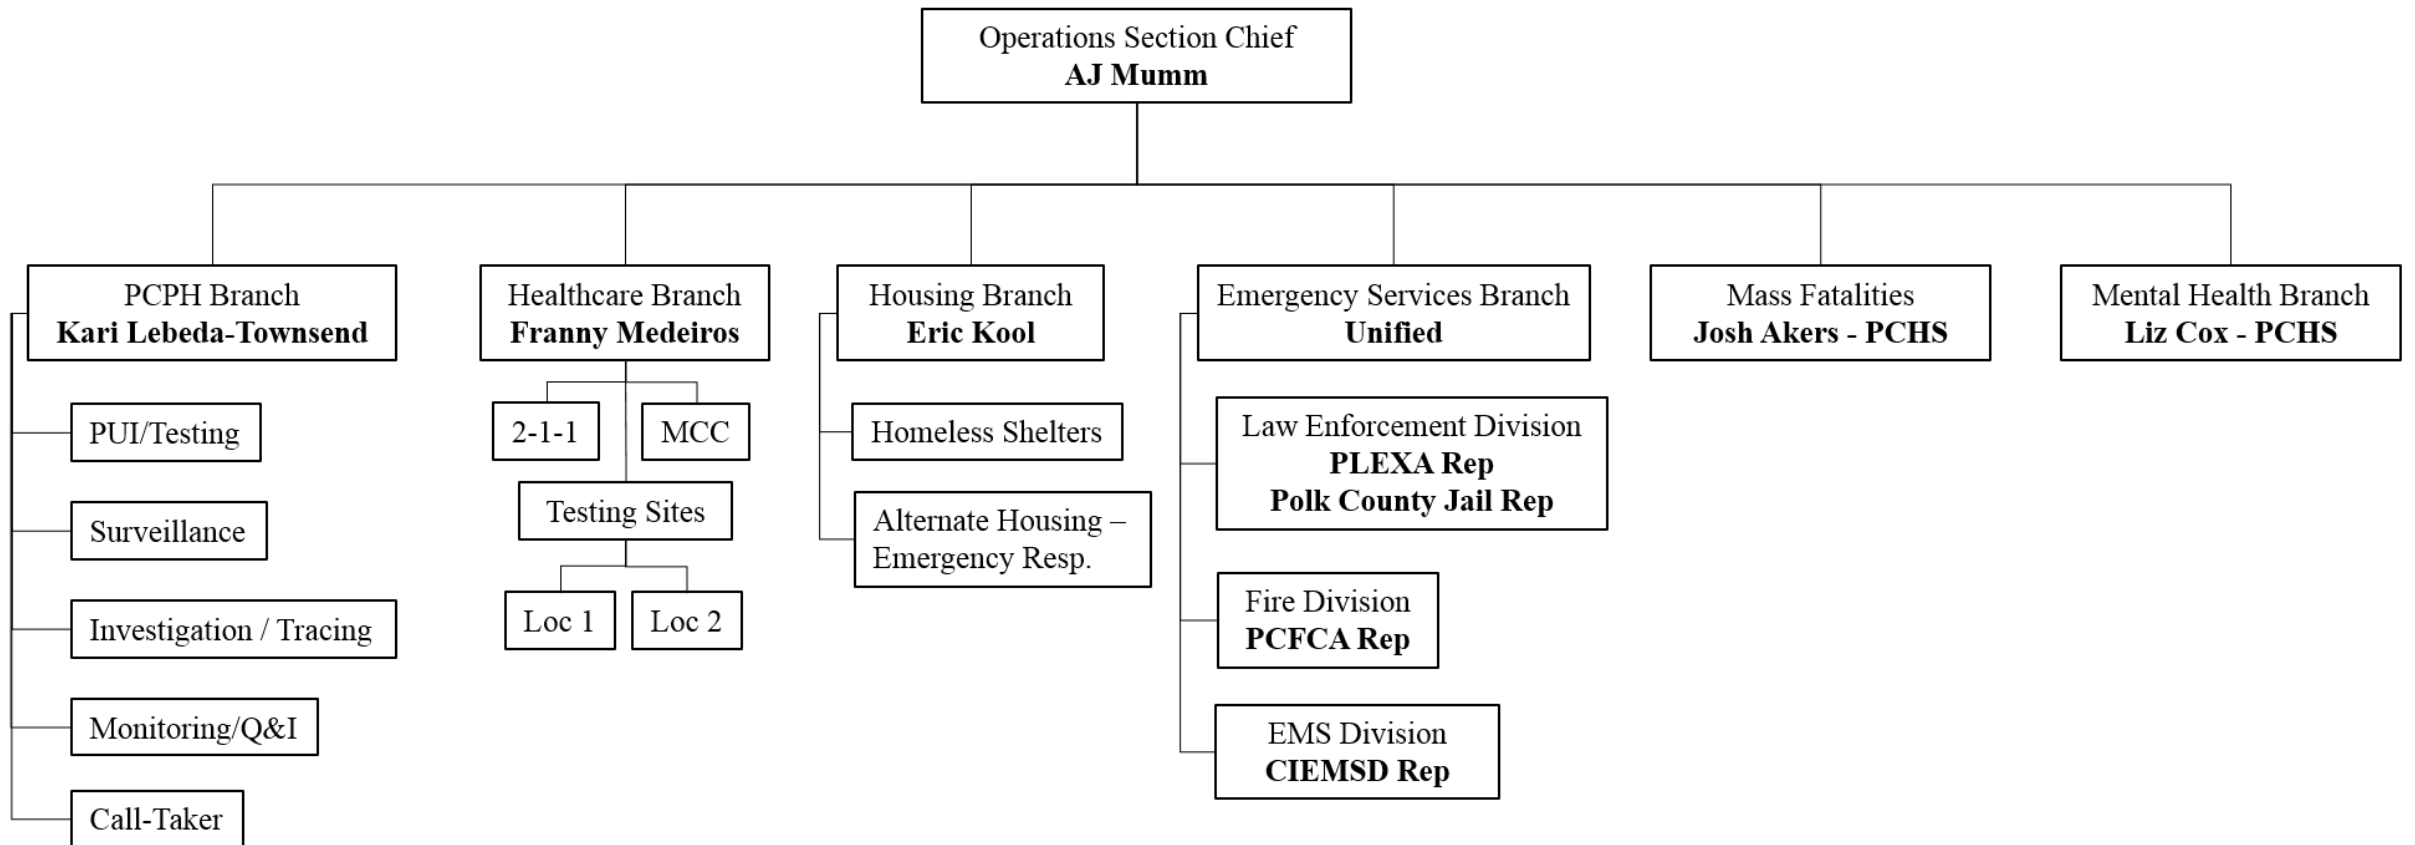 Operations Section Chief
AJ Mumm
PCPH Branch
Kari Lebeda-Townsend
Healthcare Branch
Franny Medeiros
Housing Branch
Eric Kool
Emergency Services Branch
Unified
Mass Fatalities
Josh Akers - PCHS
Mental Health Branch
Liz Cox - PCHS
PUI/Testing
Surveillance
Investigation / Tracing
Monitoring/Q&I
Call-Taker
2-1-1
MCC
Testing Sites
Loc 1
Loc 2
Homeless Shelters
Alternate Housing –
Emergency Resp.
Law Enforcement Division
PLEXA Rep
Polk County Jail Rep
Fire Division
PCFCA Rep
EMS Division
CIEMSD Rep